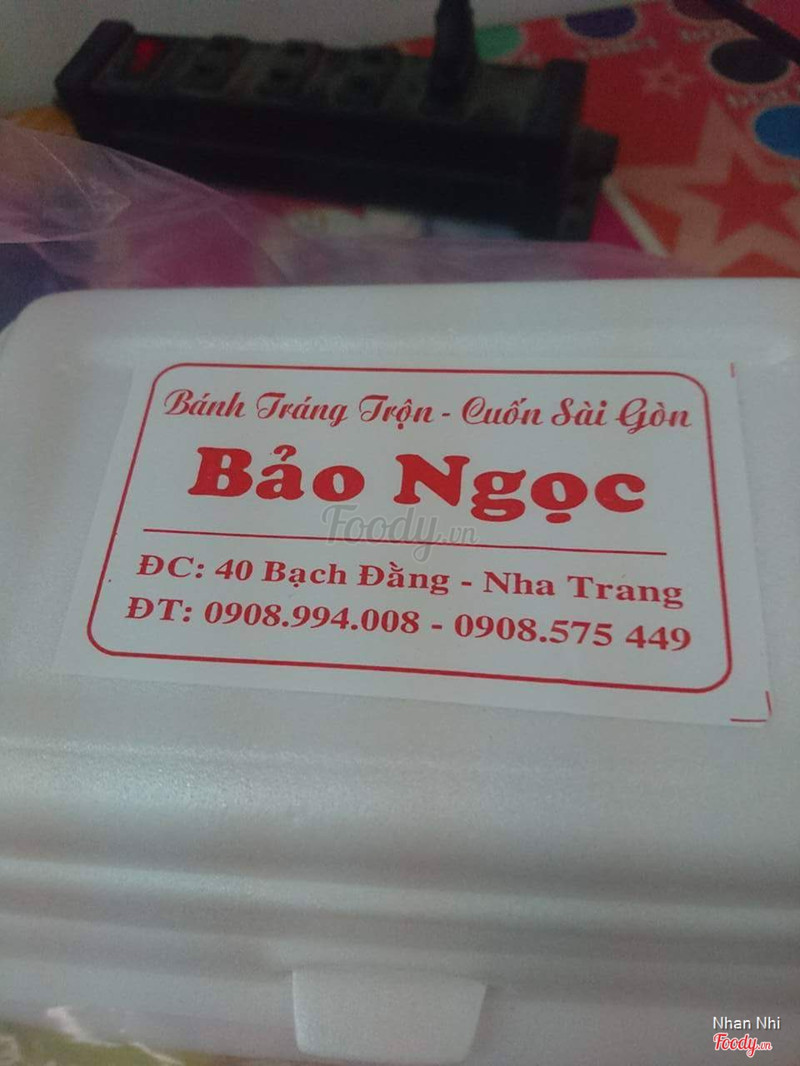 Bánh Tráng Trộn - Cuốn Sài Gòn
Bảo Ngọc
Foody.vn
ĐC: 40 Bạch Đằng - Nha Trang
ĐT: 0908.994.008 - 0908.575 449
Nhan Nhi
Foody.vn